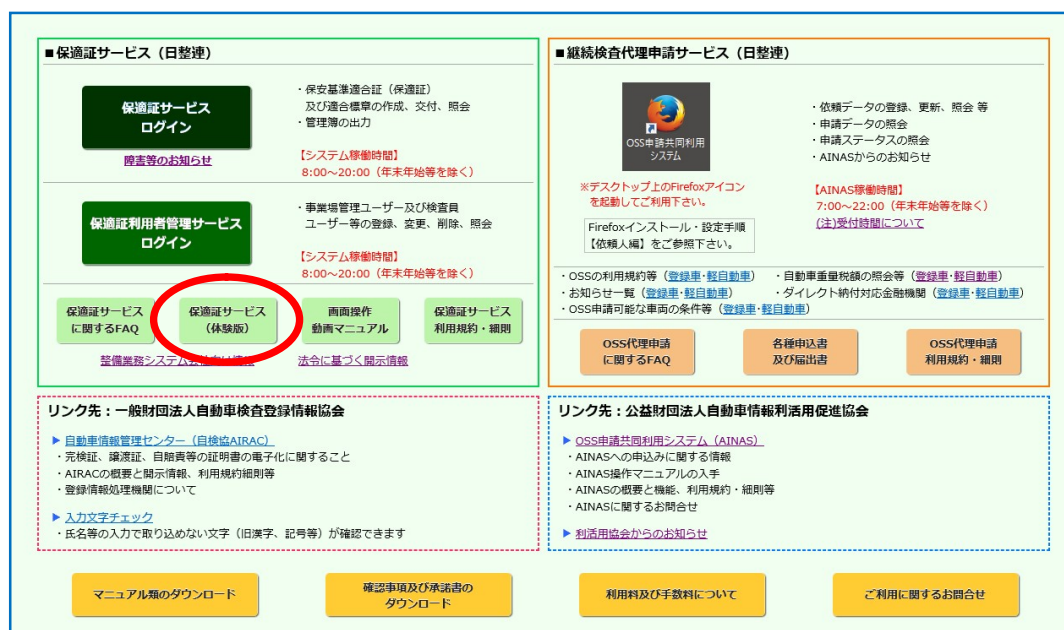 ■保適証サービス（日整連）
保適証サービス
ログイン
障害等のお知らせ
・保安基準適合証（保適証）
及び適合標章の作成、交付、照会
・管理簿の出力
【システム稼働時間】
8:00～20:00（年末年始等を除く）
保適証利用者管理サービス
ログイン
・事業場管理ユーザー及び検査員
ユーザー等の登録、変更、削除、照会
【システム稼働時間】
8:00～20:00（年末年始等を除く）
保適証サービス
に関するFAQ
保適証サービス
（体験版）
画面操作
動画マニュアル
保適証サービス
利用規約・細則
整備業務システム会社向け情報
法令に基づく開示情報
■継続検査代理申請サービス（日整連）
OSS申請共同利用
システム
※デスクトップ上のFirefoxアイコン
を起動してご利用下さい。
Firefoxインストール・設定手順
【依頼人編】をご参照下さい。
・依頼データの登録、更新、照会 等
・申請データの照会
・申請ステータスの照会
・AINASからのお知らせ
【AINAS稼働時間】
7:00～22:00（年末年始等を除く）
(注)受付時間について
・OSSの利用規約等（登録車・軽自動車）
・自動車重量税額の照会等（登録車・軽自動車）
・お知らせ一覧（登録車・軽自動車）
・ダイレクト納付対応金融機関（登録車・軽自動車）
・OSS申請可能な車両の条件等（登録車・軽自動車）
OSS代理申請
に関するFAQ
各種申込書
及び届出書
OSS代理申請
利用規約・細則
リンク先：一般財団法人自動車検査登録情報協会
▶ 自動車情報管理センター（自検協AIRAC）
・完検証、譲渡証、自賠責等の証明書の電子化に関すること
・AIRACの概要と開示情報、利用規約細則等
・登録情報処理機関について
▶ 入力文字チェック
・氏名等の入力で取り込めない文字（旧漢字、記号等）が確認できます
リンク先：公益財団法人自動車情報利活用促進協会
▶ OSS申請共同利用システム（AINAS）
・AINASへの申込みに関する情報
・AINAS操作マニュアルの入手
・AINASの概要と機能、利用規約・細則等
・AINASに関するお問合せ
▶ 利活用協会からのお知らせ
マニュアル類のダウンロード
確認事項及び承諾書の
ダウンロード
利用料及び手数料について
ご利用に関するお問合せ